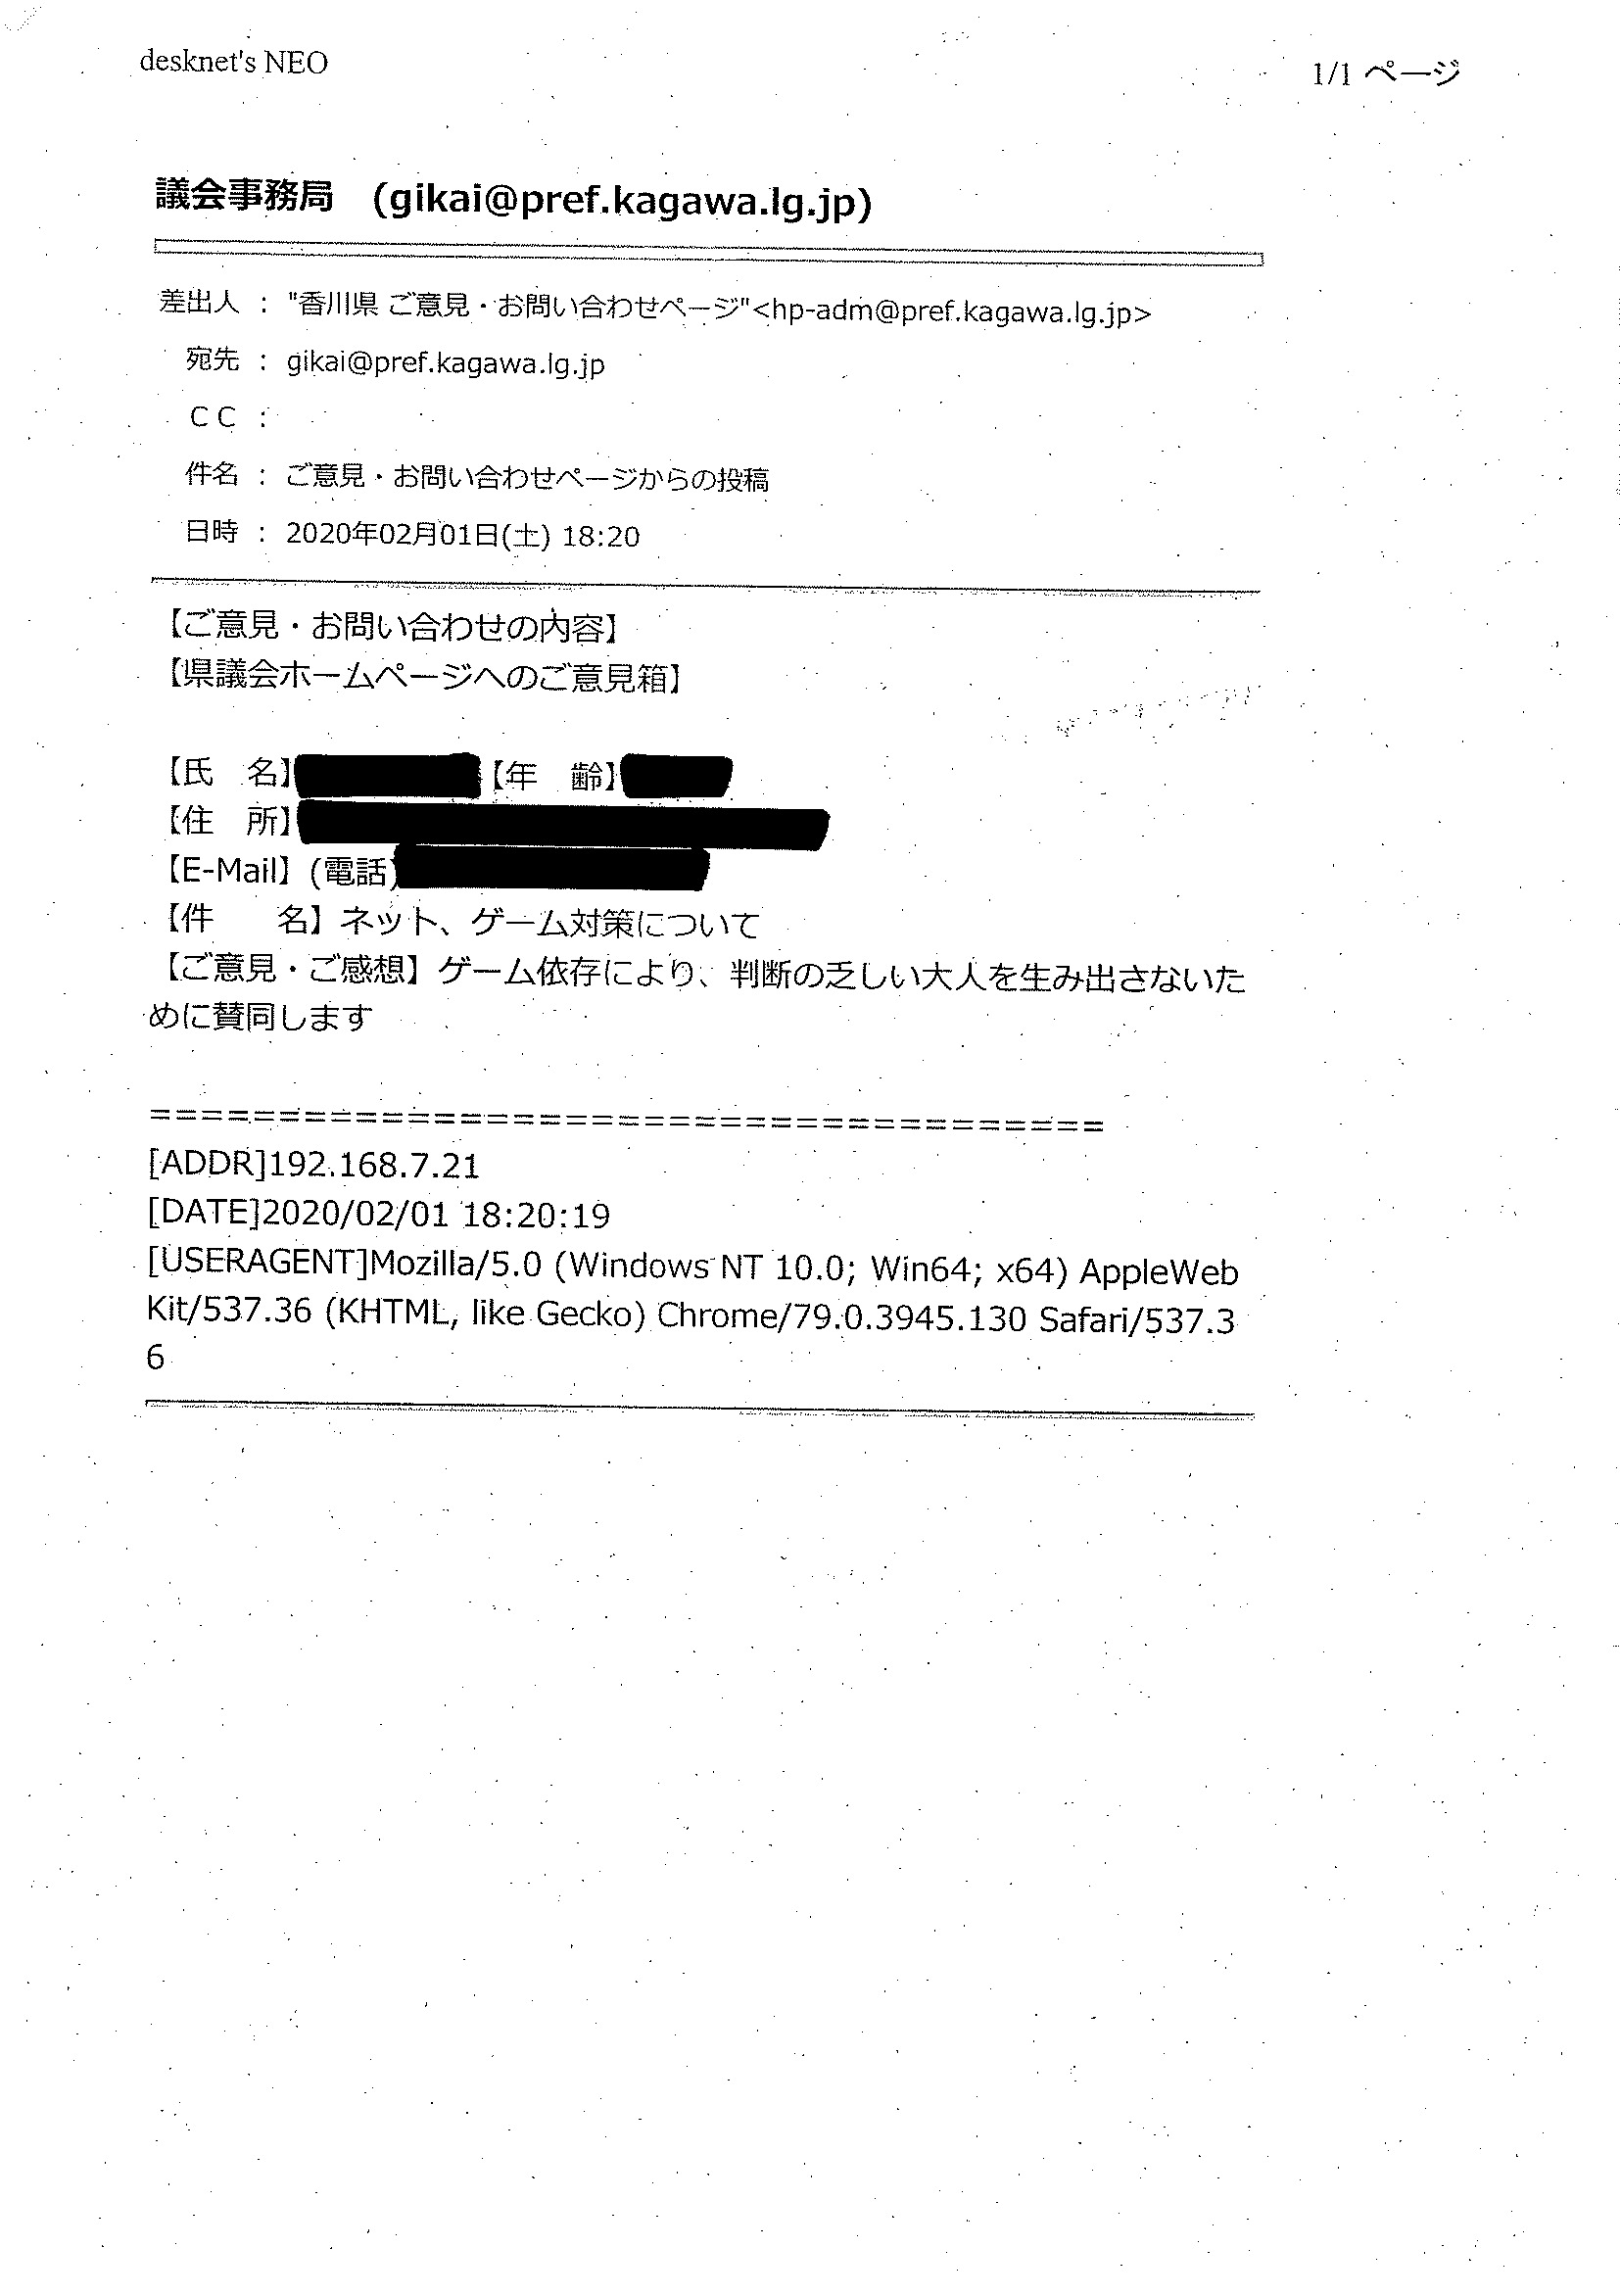 desknet's NEO
1/1 ページ
議会事務局　(gikai@pref.kagawa.lg.jp)
差出人 : "香川県 ご意見・お問い合わせページ"<hp-adm@pref.kagawa.lg.jp>
宛先 : gikai@pref.kagawa.lg.jp
ＣＣ :
件名 : ご意見・お問い合わせページからの投稿
日時 : 2020年02月01日(土) 18:20
【ご意見・お問い合わせの内容】
【県議会ホームページへのご意見箱】
【氏　名】【年　齢】
【住　所】
【E-Mail】(電話)
【件　　名】ネット、ゲーム対策について
【ご意見・ご感想】ゲーム依存により、判断の乏しい大人を生み出さないた
めに賛同します
=====================================
[ADDR]192.168.7.21
[DATE]2020/02/01 18:20:19
[USERAGENT]Mozilla/5.0 (Windows NT 10.0; Win64; x64) AppleWeb
Kit/537.36 (KHTML, like Gecko) Chrome/79.0.3945.130 Safari/537.3
6